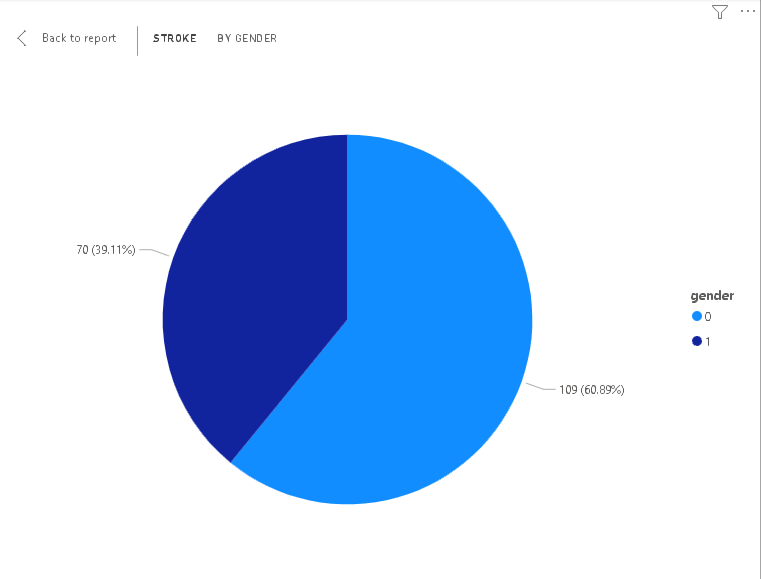 Back to report
STROKE BY GENDER
70 (39.11%)
gender
0
1
109 (60.89%)